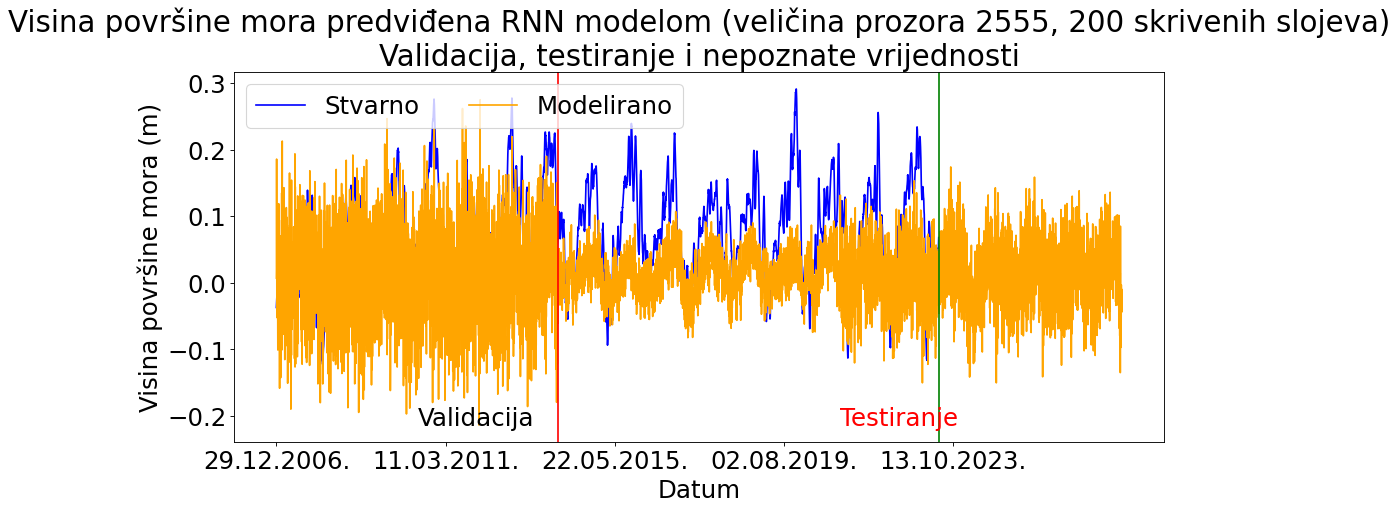 Visina površine mora predviđena RNN modelom (veličina prozora 2555, 200 skrivenih slojeva)
Validacija, testiranje i nepoznate vrijednosti
Stvarno
Modelirano
Visina površine mora (m)
0.3
0.2
0.1
0.0
−0.1
−0.2
Validacija
Testiranje
29.12.2006.
11.03.2011.
22.05.2015.
02.08.2019.
13.10.2023.
Datum